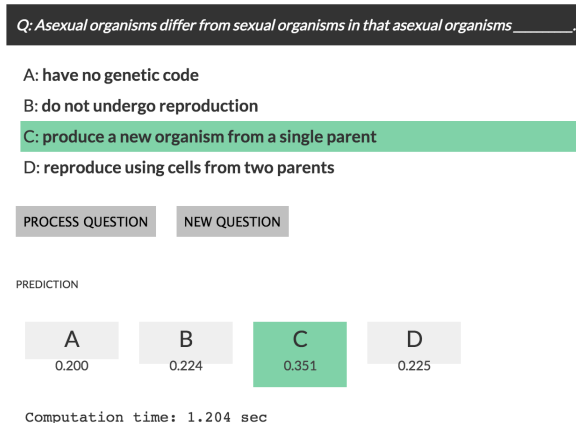 Q: Asexual organisms differ from sexual organisms in that asexual organisms ________.
A: have no genetic code
B: do not undergo reproduction
C: produce a new organism from a single parent
D: reproduce using cells from two parents
PROCESS QUESTION NEW QUESTION
PREDICTION
A B C D
0.200 0.224 0.351 0.225
Computation time: 1.204 sec